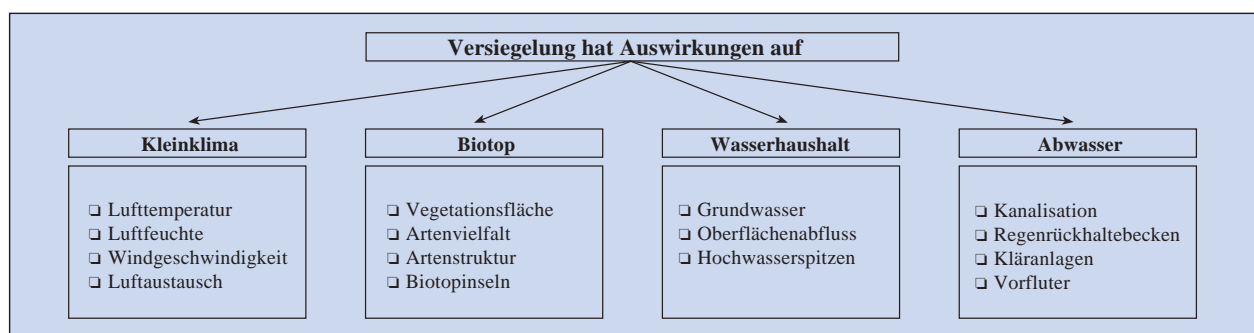 Versiegelung hat Auswirkungen auf
Kleinklima
❏ Lufttemperatur
❏ Luftfeuchte
❏ Windgeschwindigkeit
❏ Luftaustausch
Biotop
❏ Vegetationsfläche
❏ Artenvielfalt
❏ Artenstruktur
❏ Biotopinseln
Wasserhaushalt
❏ Grundwasser
❏ Oberflächenabfluss
❏ Hochwasserspitzen
Abwasser
❏ Kanalisation
❏ Regenrückhaltebecken
❏ Kläranlagen
❏ Vorfluter